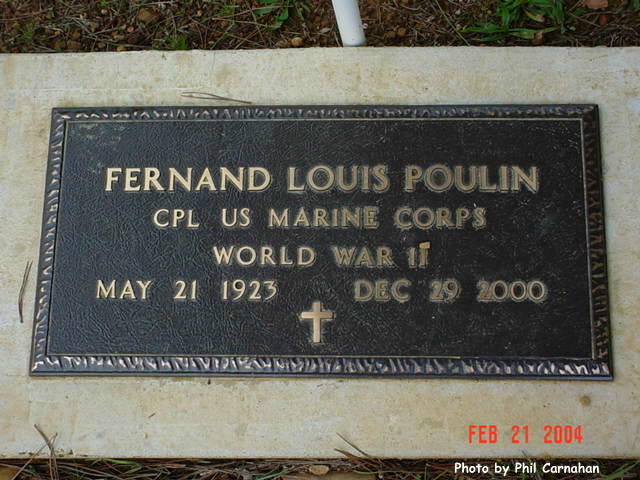 FERNAND LOUIS POULIN
CPL US MARINE CORPS
WORLD WAR II
MAY 21 1923 DEC 29 2000
FEB 21 2004
Photo by Phil Carnahan